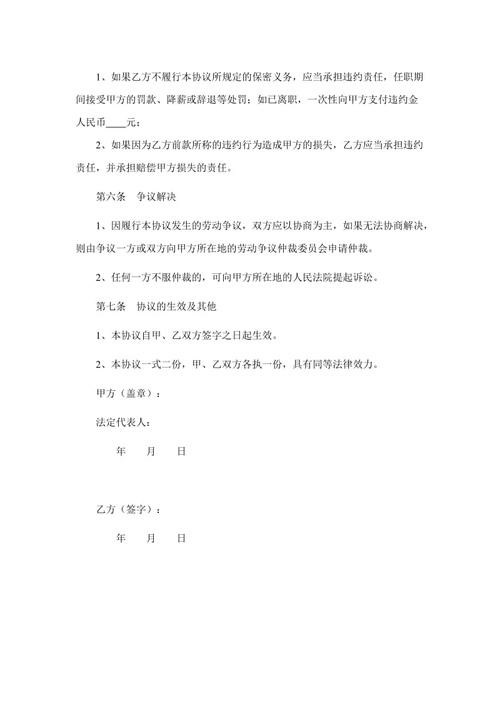 1、如果乙方不履行本协议所规定的保密义务，应当承担违约责任，任职期
间接受甲方的罚款、降薪或辞退等处罚；如已离职，一次性向甲方支付违约金
人民币____元；
2、如果因为乙方前款所称的违约行为造成甲方的损失，乙方应当承担违约
责任，并承担赔偿甲方损失的责任。
第六条 争议解决
1、因履行本协议发生的劳动争议，双方应以协商为主，如果无法协商解决，
则由争议一方或双方向甲方所在地的劳动争议仲裁委员会申请仲裁。
2、任何一方不服仲裁的，可向甲方所在地的人民法院提起诉讼。
第七条 协议的生效及其他
1、本协议自甲、乙双方签字之日起生效。
2、本协议一式二份，甲、乙双方各执一份，具有同等法律效力。
甲方（盖章）：
法定代表人：
年 月 日
乙方（签字）：
年 月 日